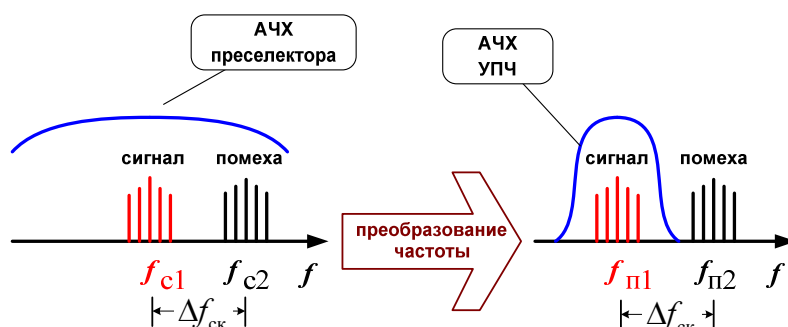 АЧХ
преселектора
АЧХ
УПЧ
сигнал помеха
сигнал помеха
преобразование
частоты
fс1 fс2 f
fп1 fп2 f
Δfск
Δfск